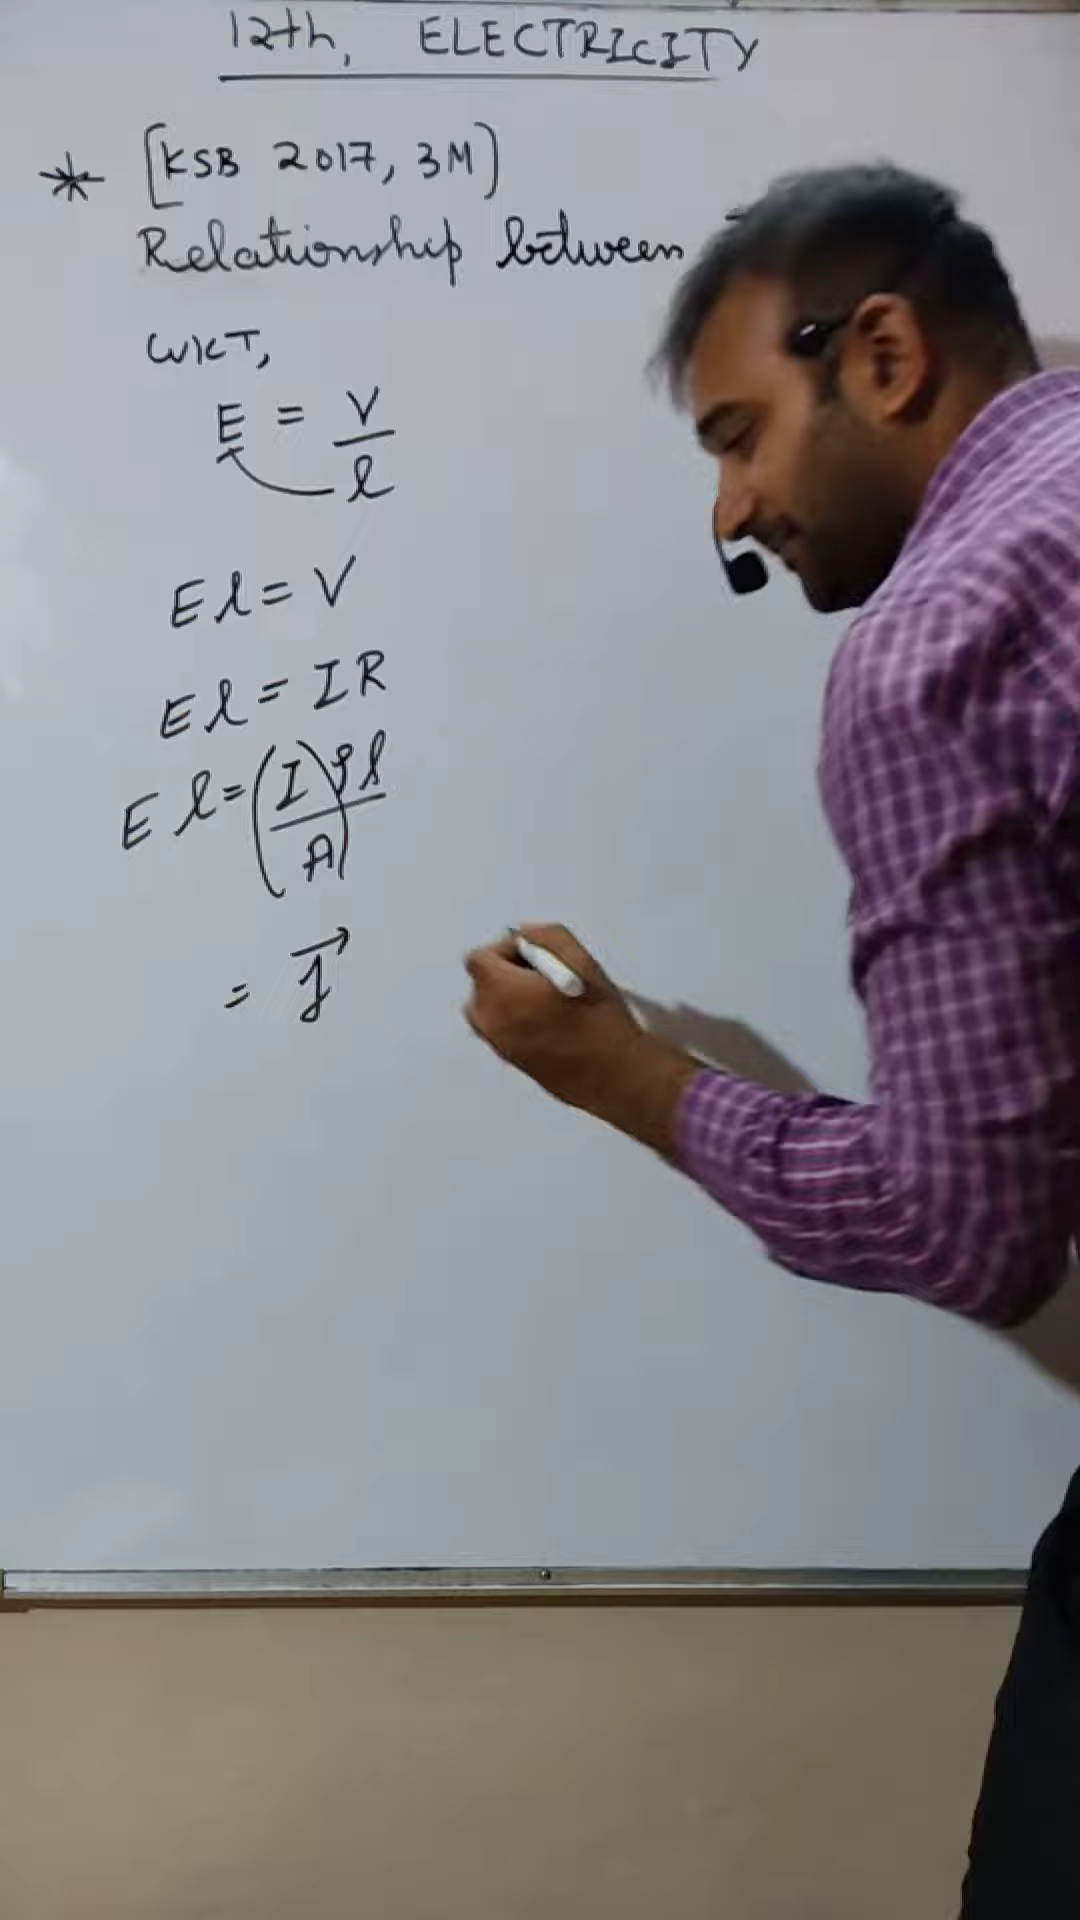 12th, ELECTRICITY
* [KSB 2017, 3M]
Relationship between
WKT,
E = V/l
El = V
El = IR
El = (I/A) ρl
= J⃗